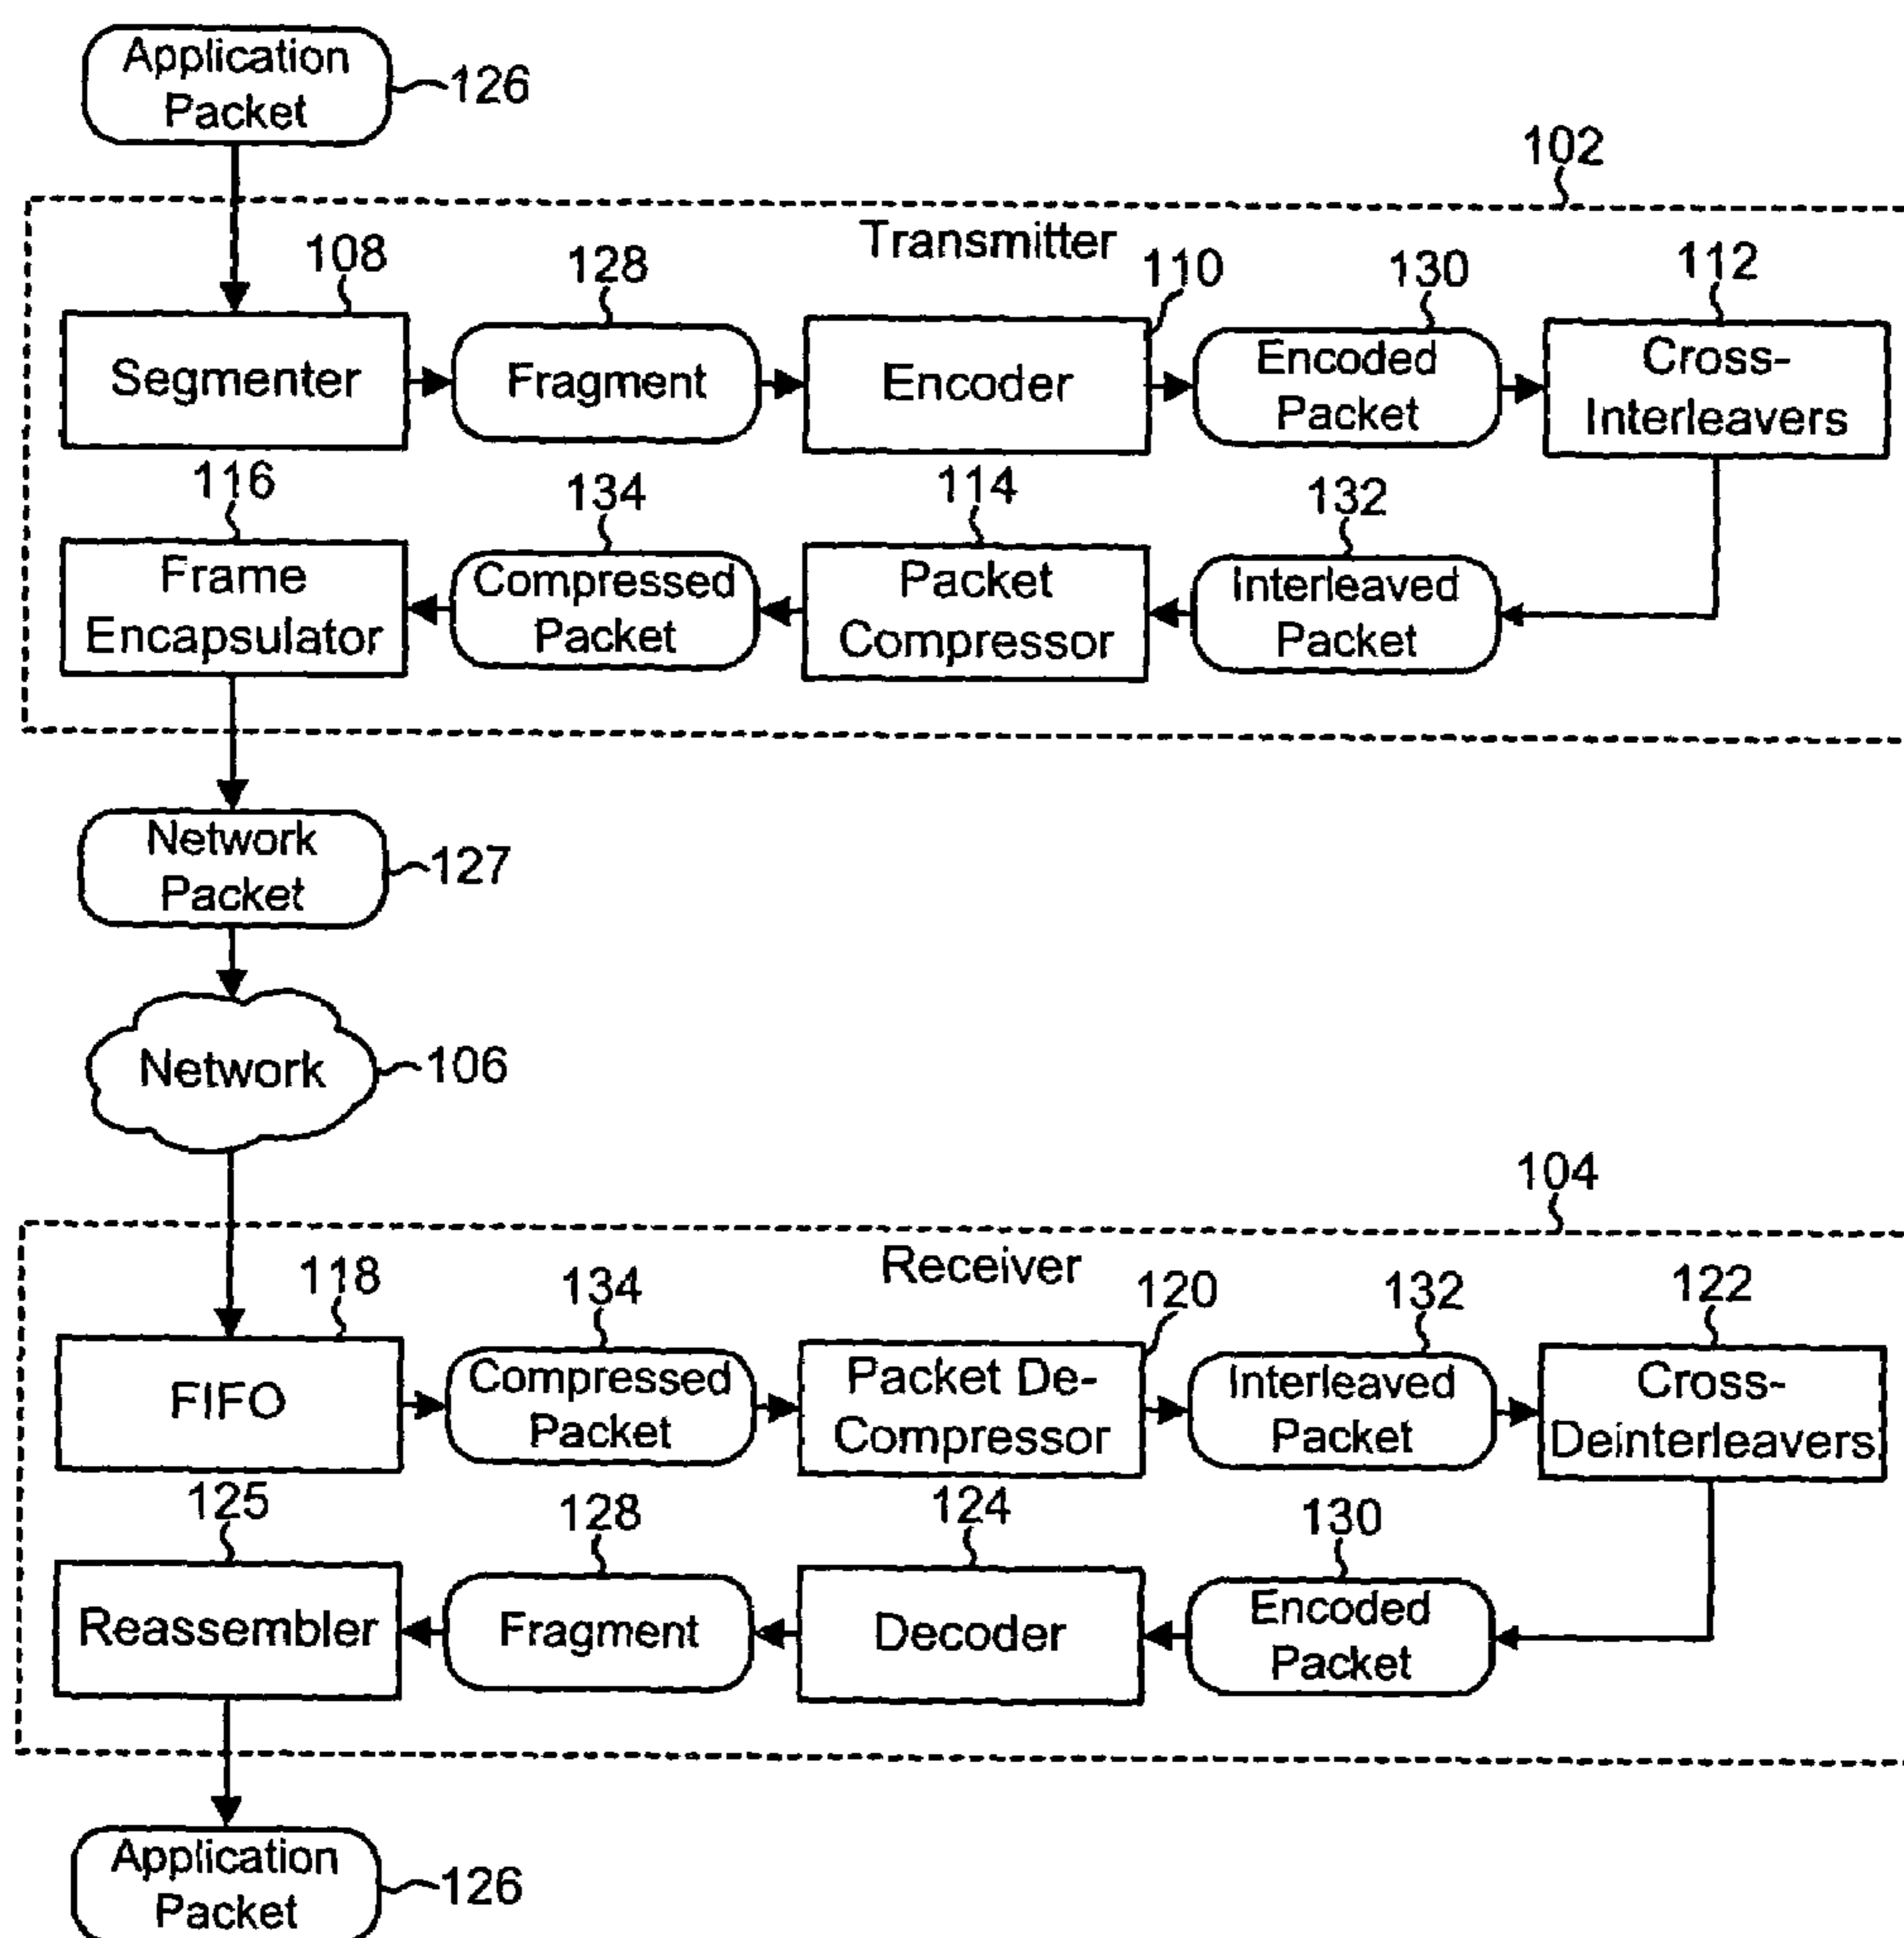 Application
Packet
126
102
Transmitter
108
128
110
130
112
Segmenter
Fragment
Encoder
Encoded
Packet
Cross-
Interleavers
116
134
114
132
Frame
Encapsulator
Compressed
Packet
Packet
Compressor
Interleaved
Packet
Network
Packet
127
Network
106
104
Receiver
118
134
120
132
122
FIFO
Compressed
Packet
Packet De-
Compressor
Interleaved
Packet
Cross-
Deinterleavers
125
128
124
130
Reassembler
Fragment
Decoder
Encoded
Packet
Application
Packet
126